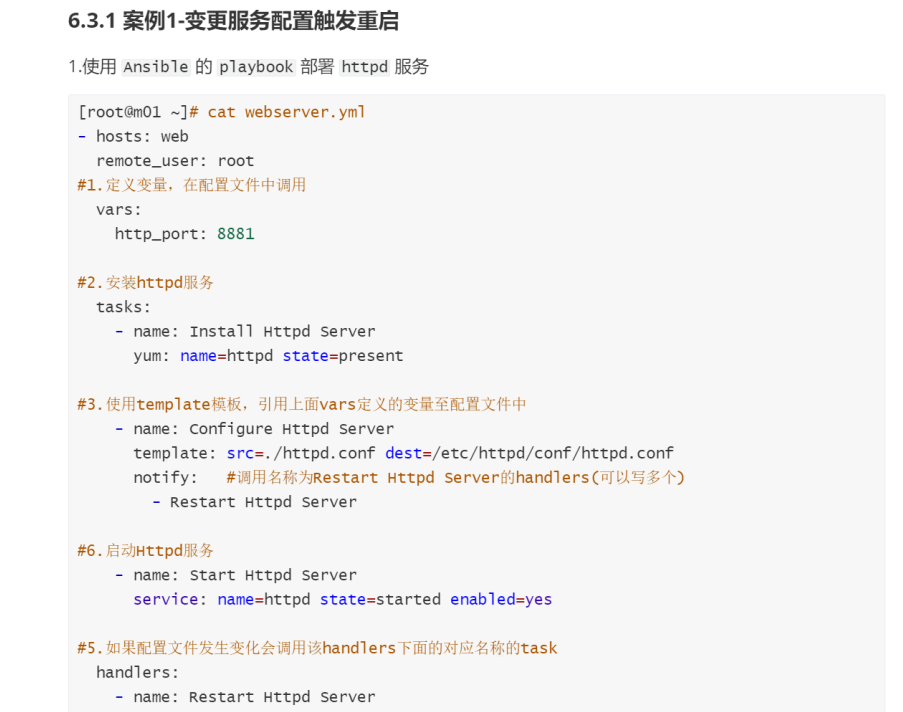 6.3.1 案例1-变更服务配置触发重启
1.使用 Ansible 的 playbook 部署 httpd 服务
[root@m01 ~]# cat webserver.yml
- hosts: web
  remote_user: root
#1.定义变量，在配置文件中调用
  vars:
    http_port: 8881

#2.安装httpd服务
  tasks:
    - name: Install Httpd Server
      yum: name=httpd state=present

#3.使用template模板，引用上面vars定义的变量至配置文件中
    - name: Configure Httpd Server
      template: src=./httpd.conf dest=/etc/httpd/conf/httpd.conf
      notify:   #调用名称为Restart Httpd Server的handlers(可以写多个)
        - Restart Httpd Server

#6.启动Httpd服务
    - name: Start Httpd Server
      service: name=httpd state=started enabled=yes

#5.如果配置文件发生变化会调用该handlers下面的对应名称的task
  handlers:
    - name: Restart Httpd Server